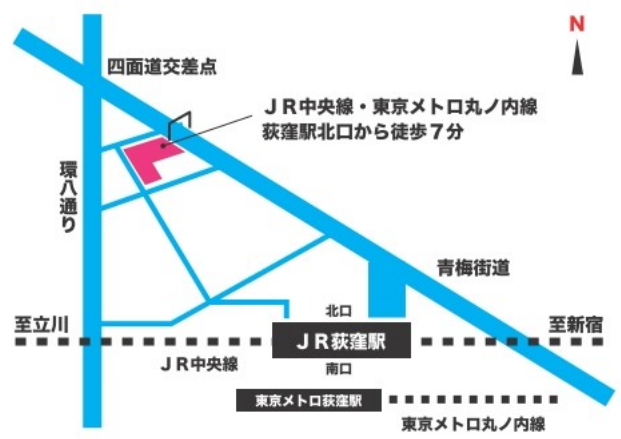 N
四面道交差点
JR中央線・東京メトロ丸ノ内線
荻窪駅北口から徒歩7分
環八通り
青梅街道
北口
至立川
至新宿
JR荻窪駅
JR中央線
南口
東京メトロ荻窪駅
東京メトロ丸ノ内線